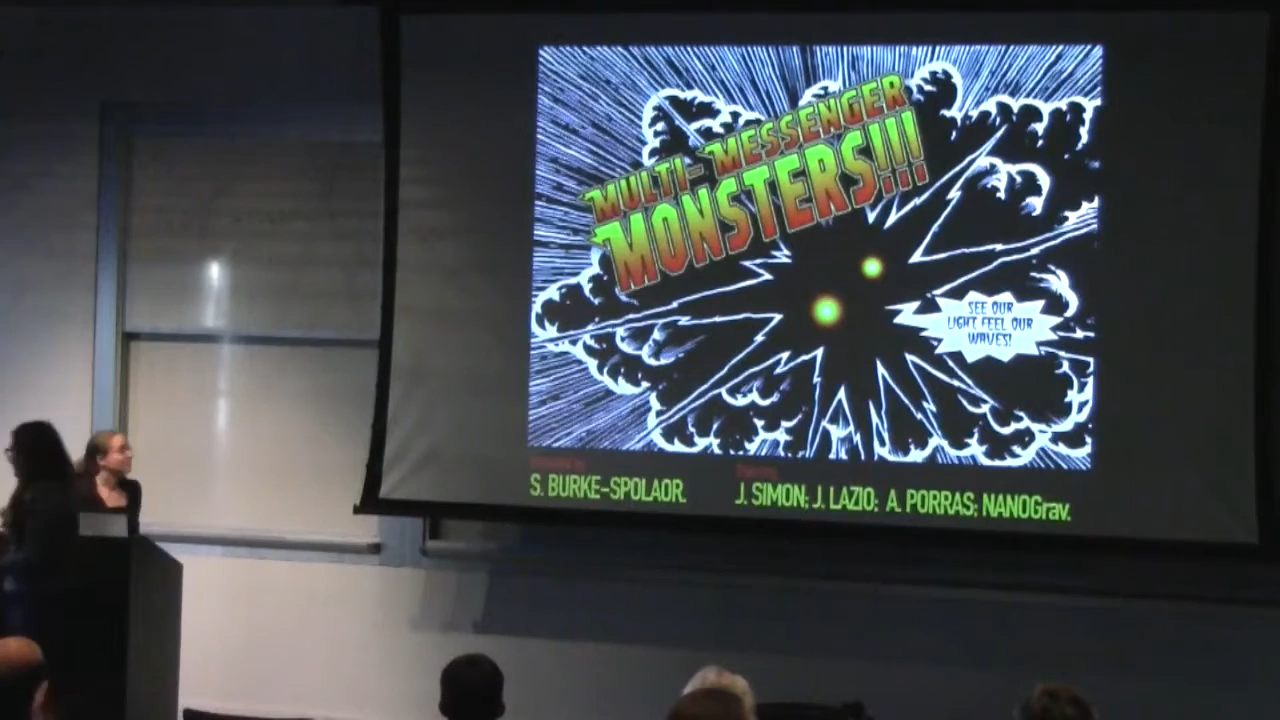 MULTI-MESSENGER
MONSTERS!!!
SEE OUR
LIGHT, FEEL OUR
WAVES!
S. BURKE-SPOLAOR.
J. SIMON; J. LAZIO; A. PORRAS; NANOGrav.